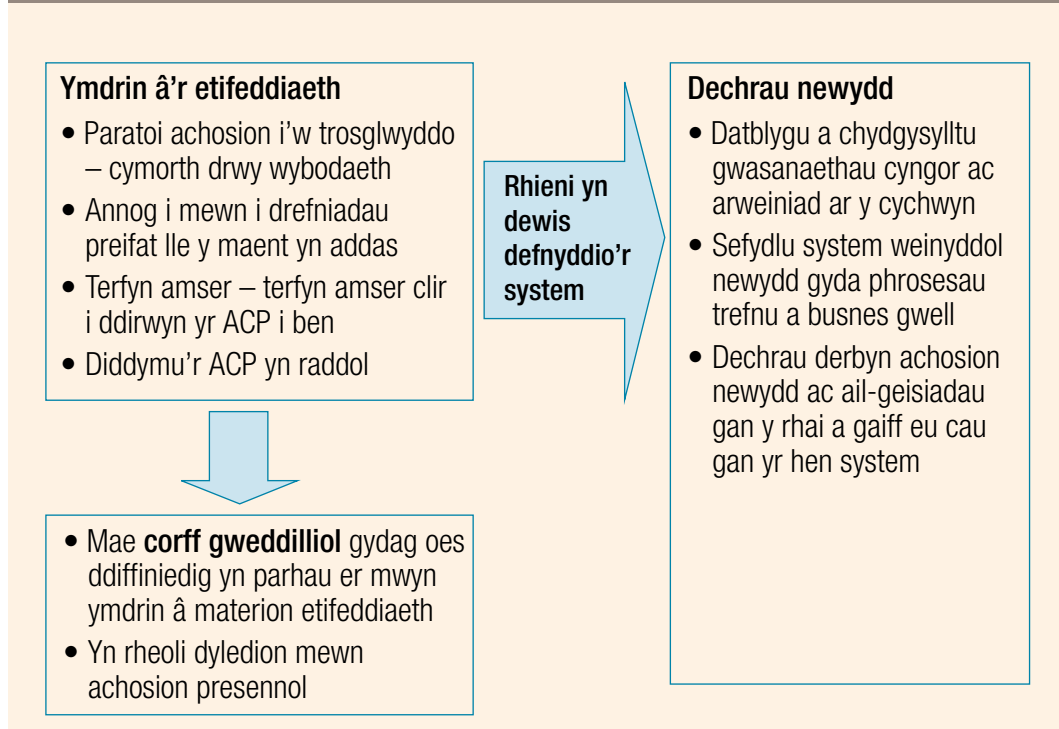 Ymdrin â'r etifeddiaeth
• Paratoi achosion i'w trosglwyddo
– cymorth drwy wybodaeth
• Annog i mewn i drefniadau
preifat lle y maent yn addas
• Terfyn amser – terfyn amser clir
i ddirwyn yr ACP i ben
• Diddymu'r ACP yn raddol
Rhieni yn
dewis
defnyddio'r
system
Dechrau newydd
• Datblygu a chydgysylltu
gwasanaethau cyngor ac
arweiniad ar y cychwyn
• Sefydlu system weinyddol
newydd gyda phrosesau
trefnu a busnes gwell
• Dechrau derbyn achosion
newydd ac ail-geisiadau
gan y rhai a gaiff eu cau
gan yr hen system
• Mae corff gweddilliol gydag oes
ddiffiniedig yn parhau er mwyn
ymdrin â materion etifeddiaeth
• Yn rheoli dyledion mewn
achosion presennol